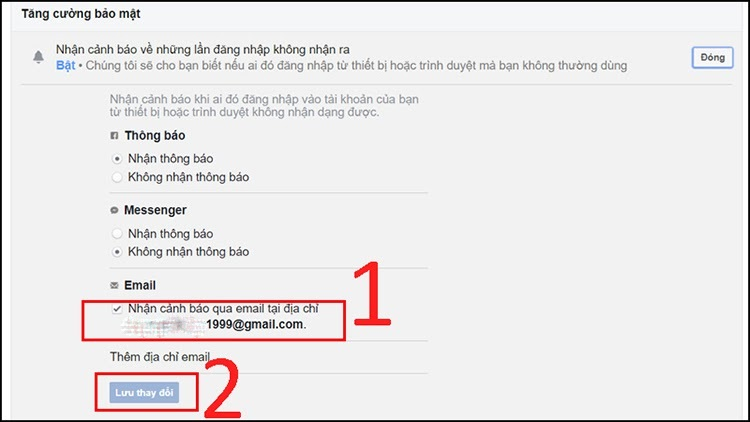 Tăng cường bảo mật
Nhận cảnh báo về những lần đăng nhập không nhận ra
Bật • Chúng tôi sẽ cho bạn biết nếu ai đó đăng nhập từ thiết bị hoặc trình duyệt mà bạn không thường dùng
Đóng
Nhận cảnh báo khi ai đó đăng nhập vào tài khoản của bạn
từ thiết bị hoặc trình duyệt không nhận dạng được.
Thông báo
Nhận thông báo
Không nhận thông báo
Messenger
Nhận thông báo
Không nhận thông báo
Email
1
Nhận cảnh báo qua email tại địa chỉ
1999@gmail.com.
Thêm địa chỉ email
Lưu thay đổi
2